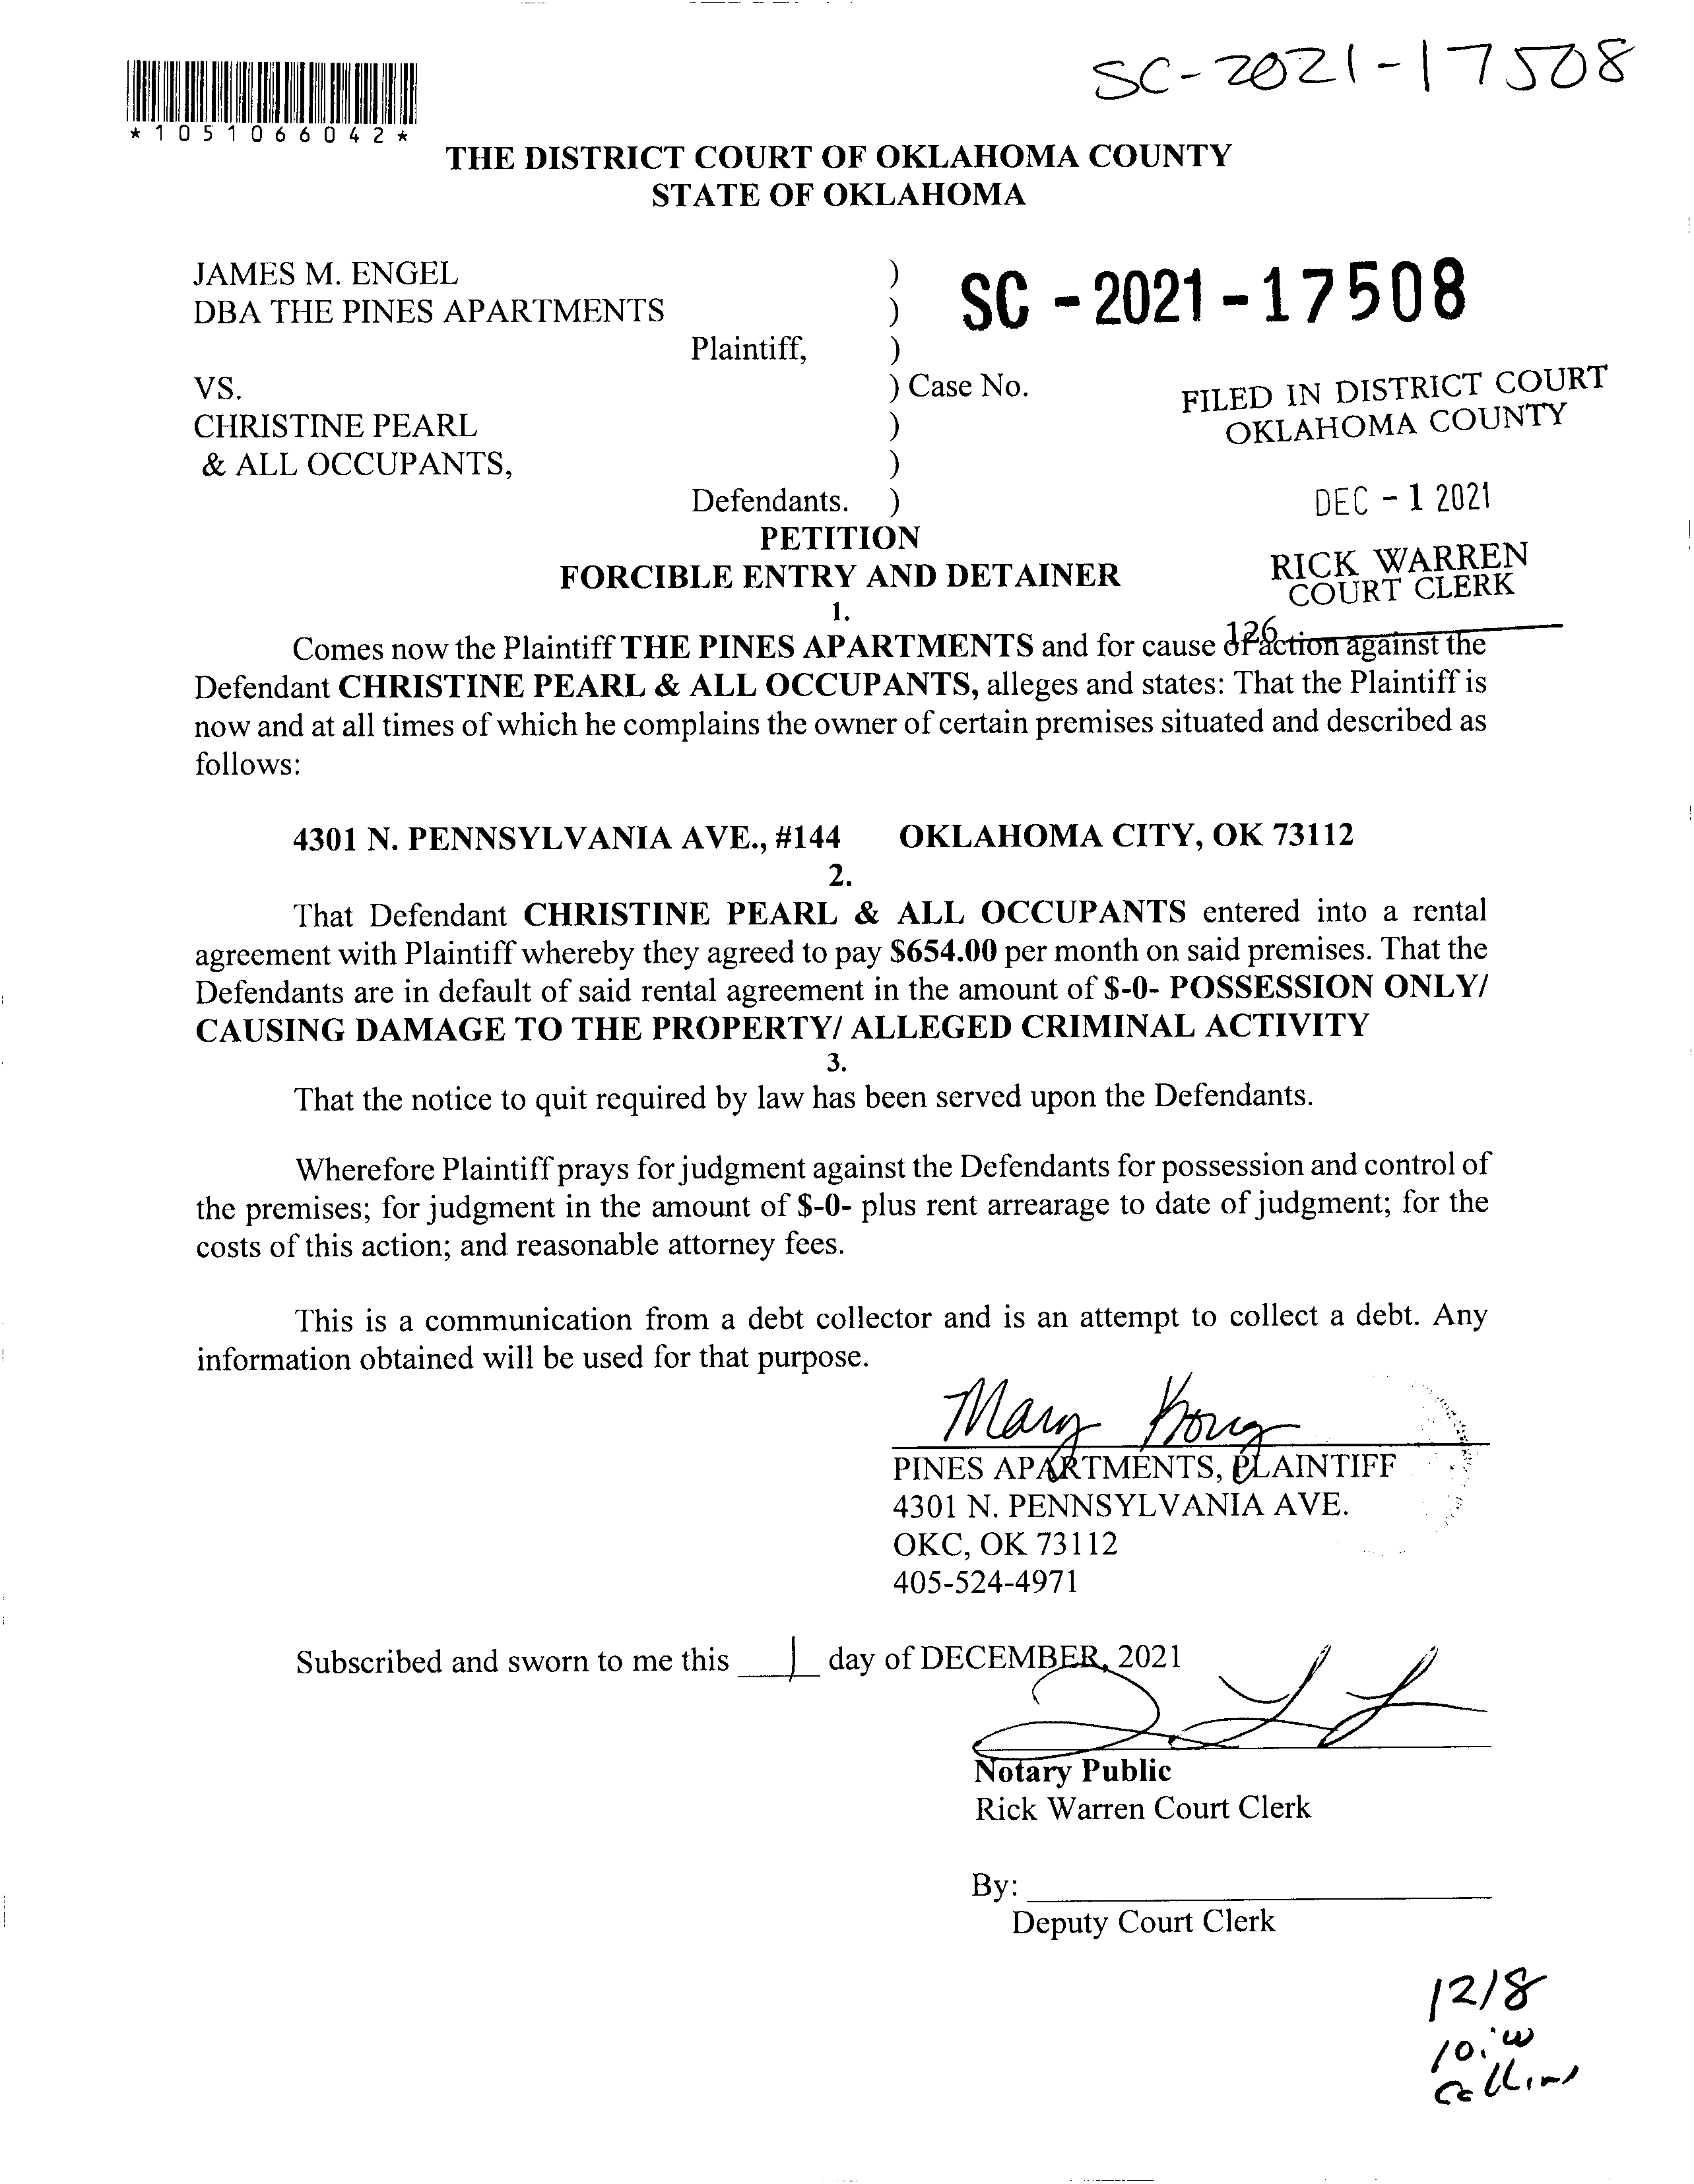 SC-2021-17508
*1051066042*
THE DISTRICT COURT OF OKLAHOMA COUNTY
STATE OF OKLAHOMA
JAMES M. ENGEL )
DBA THE PINES APARTMENTS ) SC -2021-17508
Plaintiff, )
VS. ) Case No.
CHRISTINE PEARL )
& ALL OCCUPANTS, )
Defendants. )
FILED IN DISTRICT COURT
OKLAHOMA COUNTY
DEC -1 2021
RICK WARREN
COURT CLERK
126
PETITION
FORCIBLE ENTRY AND DETAINER
1.
Comes now the Plaintiff THE PINES APARTMENTS and for cause of action against the
Defendant CHRISTINE PEARL & ALL OCCUPANTS, alleges and states: That the Plaintiff is
now and at all times of which he complains the owner of certain premises situated and described as
follows:
4301 N. PENNSYLVANIA AVE., #144 OKLAHOMA CITY, OK 73112
2.
That Defendant CHRISTINE PEARL & ALL OCCUPANTS entered into a rental
agreement with Plaintiff whereby they agreed to pay $654.00 per month on said premises. That the
Defendants are in default of said rental agreement in the amount of $-0- POSSESSION ONLY/
CAUSING DAMAGE TO THE PROPERTY/ ALLEGED CRIMINAL ACTIVITY
3.
That the notice to quit required by law has been served upon the Defendants.
Wherefore Plaintiff prays for judgment against the Defendants for possession and control of
the premises; for judgment in the amount of $-0- plus rent arrearage to date of judgment; for the
costs of this action; and reasonable attorney fees.
This is a communication from a debt collector and is an attempt to collect a debt. Any
information obtained will be used for that purpose.
Mary
PINES APARTMENTS, PLAINTIFF
4301 N. PENNSYLVANIA AVE.
OKC, OK 73112
405-524-4971
Subscribed and sworn to me this 1 day of DECEMBER, 2021
Notary Public
Rick Warren Court Clerk
By:
Deputy Court Clerk
12/8
Collins